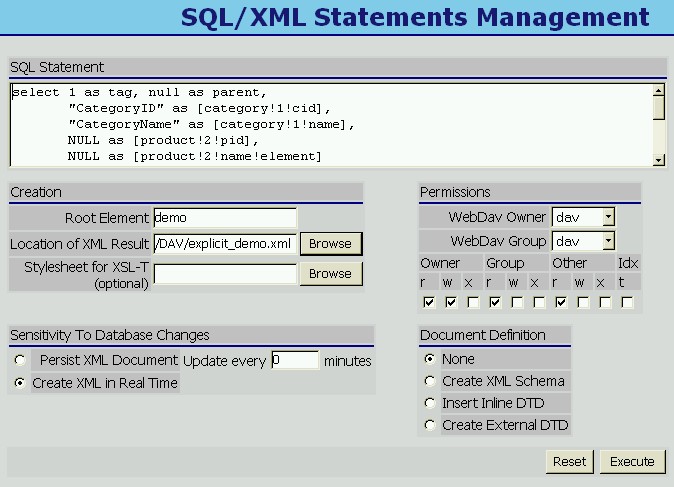 SQL/XML Statements Management
SQL Statement
select 1 as tag, null as parent,
"CategoryID" as [category!1!cid],
"CategoryName" as [category!1!name],
NULL as [product!2!pid],
NULL as [product!2!name!element]
Creation
Root Element demo
Location of XML Result /DAV/explicit_demo.xml Browse
Stylesheet for XSL-T
(optional) Browse
Permissions
WebDav Owner dav
WebDav Group dav
Owner Group Other Idx
r w x r w x r w x t
Sensitivity To Database Changes
Persist XML Document Update every 0 minutes
Create XML in Real Time
Document Definition
None
Create XML Schema
Insert Inline DTD
Create External DTD
Reset Execute